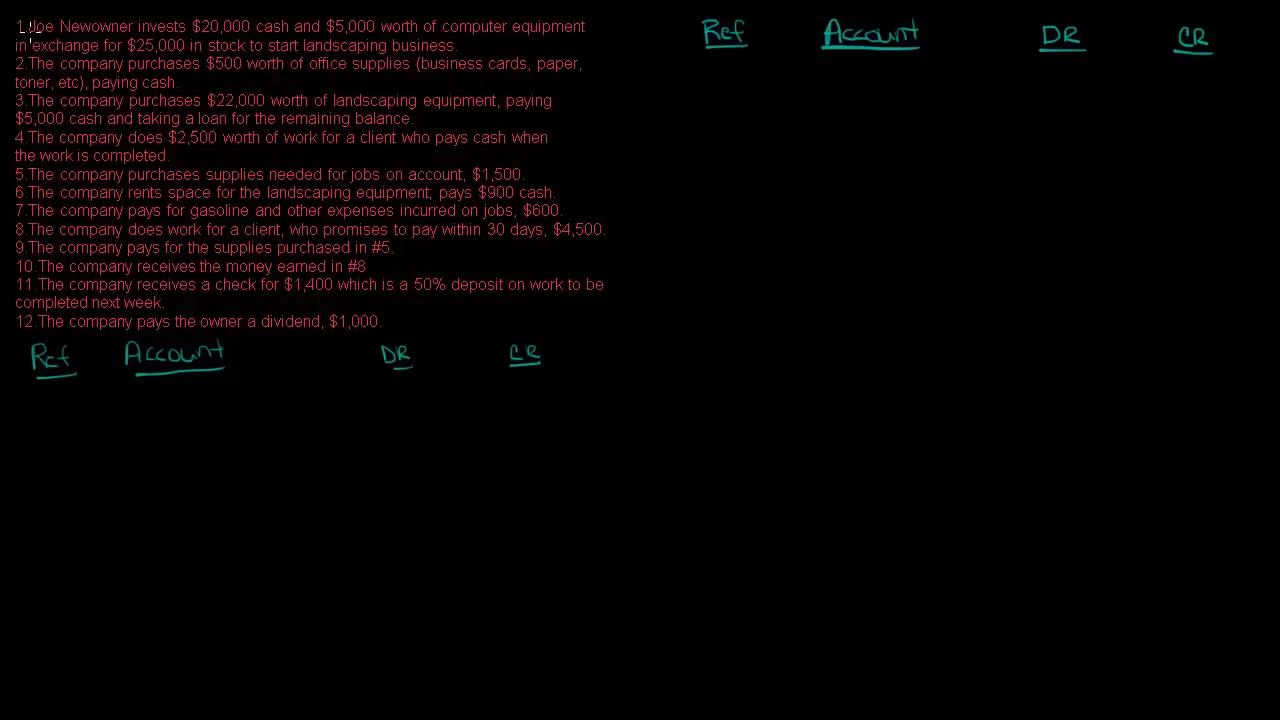 1.Joe Newowner invests $20,000 cash and $5,000 worth of computer equipment
in exchange for $25,000 in stock to start landscaping business.
2.The company purchases $500 worth of office supplies (business cards, paper,
toner, etc), paying cash.
3.The company purchases $22,000 worth of landscaping equipment, paying
$5,000 cash and taking a loan for the remaining balance.
4.The company does $2,500 worth of work for a client who pays cash when
the work is completed.
5.The company purchases supplies needed for jobs on account, $1,500.
6.The company rents space for the landscaping equipment; pays $900 cash.
7.The company pays for gasoline and other expenses incurred on jobs, $600.
8.The company does work for a client, who promises to pay within 30 days, $4,500.
9.The company pays for the supplies purchased in #5.
10.The company receives the money earned in #8
11.The company receives a check for $1,400 which is a 50% deposit on work to be
completed next week.
12.The company pays the owner a dividend, $1,000.
Ref Account DR CR
Ref Account DR CR